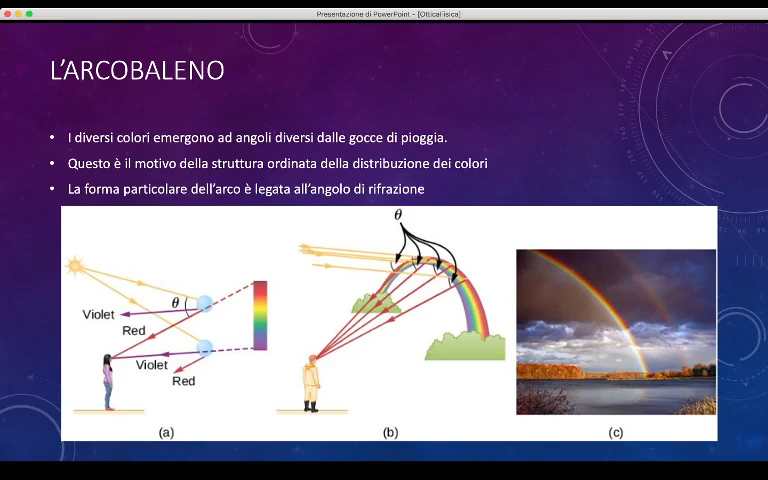 Presentazione di PowerPoint - [OtticaFisica]
L'ARCOBALENO
• I diversi colori emergono ad angoli diversi dalle gocce di pioggia.
• Questo è il motivo della struttura ordinata della distribuzione dei colori
• La forma particolare dell'arco è legata all'angolo di rifrazione
θ
θ
Violet
Red
Violet
Red
(a)
(b)
(c)